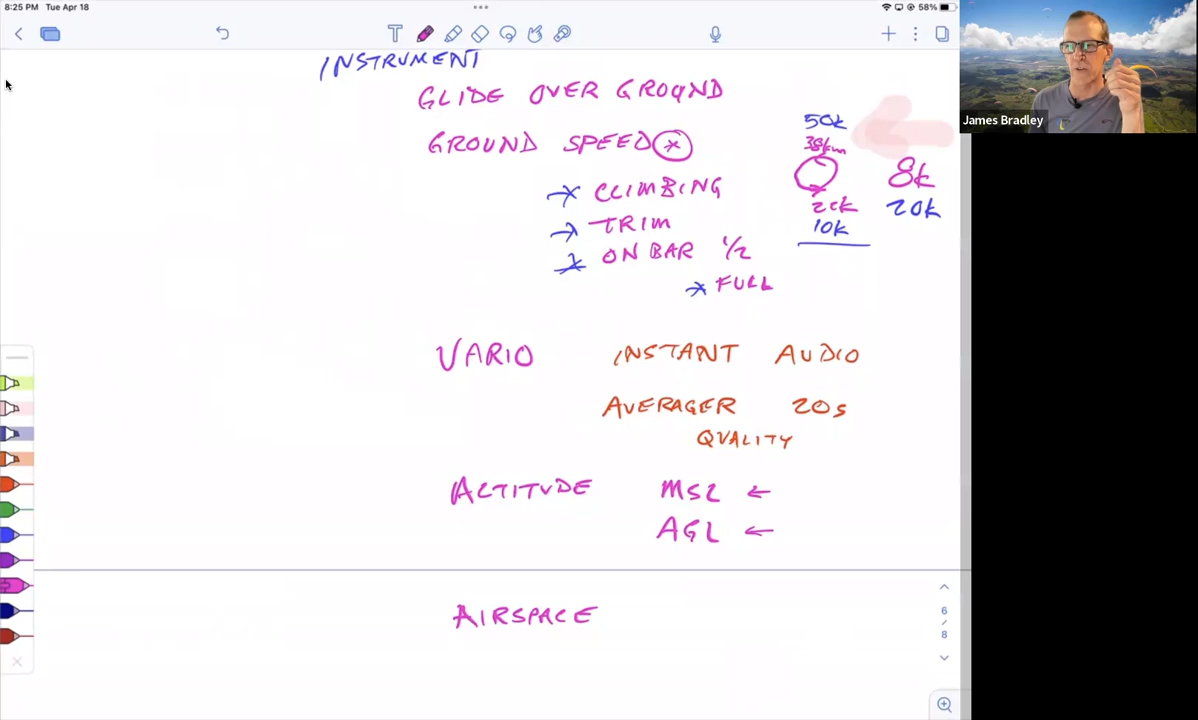 8:25 PM Tue Apr 18
58%
INSTRUMENT
GLIDE OVER GROUND
GROUND SPEED *
50k
38km
20k
10k
8k
20k
* CLIMBING
→ TRIM
* ON BAR 1/2
* FULL
VARIO INSTANT AUDIO
AVERAGER 20s
QUALITY
ALTITUDE MSL ←
AGL ←
AIRSPACE
6
/
8
James Bradley